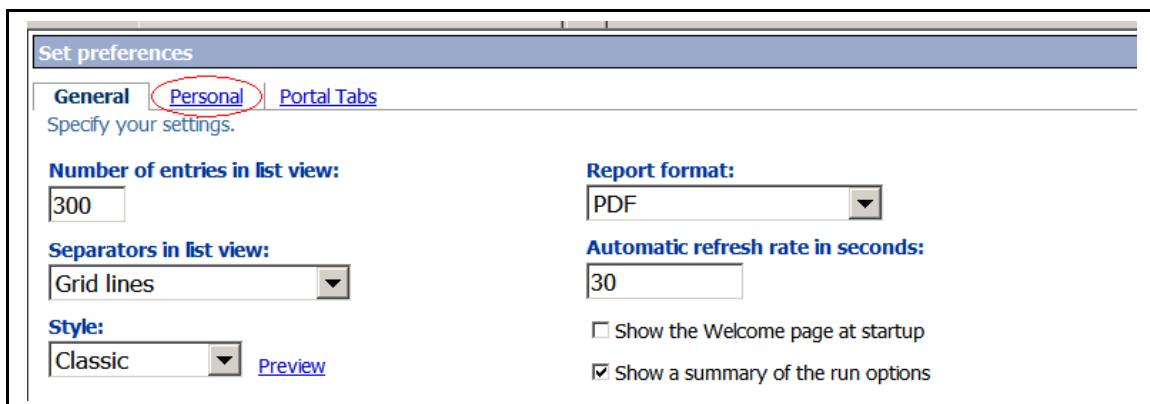 Set preferences
General Personal Portal Tabs
Specify your settings.
Number of entries in list view:
300
Separators in list view:
Grid lines
Style:
Classic Preview
Report format:
PDF
Automatic refresh rate in seconds:
30
Show the Welcome page at startup
Show a summary of the run options